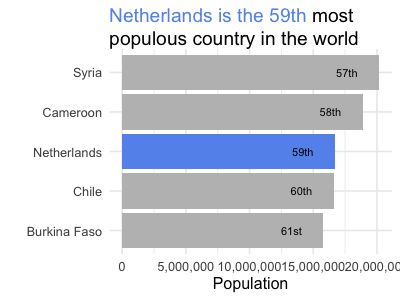 Netherlands is the 59th most
populous country in the world
Syria 57th
Cameroon 58th
Netherlands 59th
Chile 60th
Burkina Faso 61st
0 5,000,000 10,000,000 15,000,000 20,000,00
Population